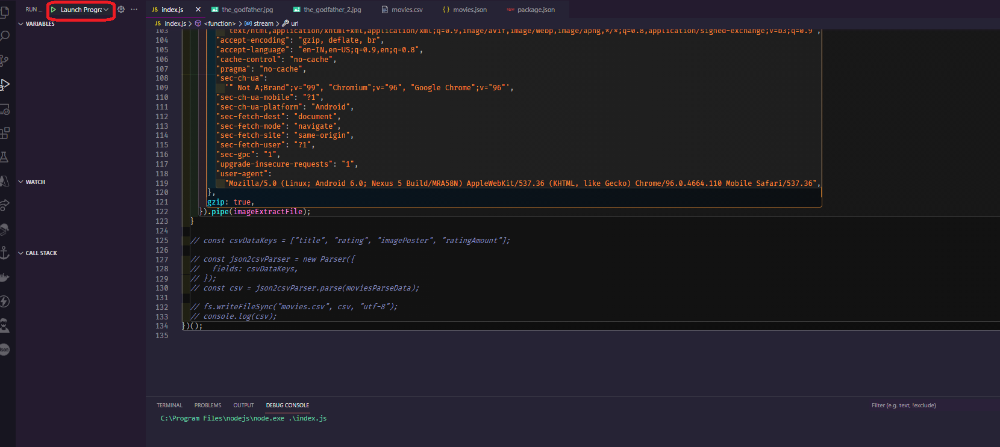 RUN ... Launch Progra ···
VARIABLES
WATCH
CALL STACK
JS index.js × the_godfather.jpg the_godfather_2.jpg movies.csv {} movies.json package.json
JS index.js > <function> > stream > url
103 text/html,application/xhtml+xml,application/xml;q=0.9,image/avif,image/webp,image/apng,*/*;q=0.8,application/signed-exchange;v=b3;q=0.9",
104 "accept-encoding": "gzip, deflate, br",
105 "accept-language": "en-IN,en-US;q=0.9,en;q=0.8",
106 "cache-control": "no-cache",
107 "pragma": "no-cache",
108 "sec-ch-ua":
109 '" Not A;Brand";v="99", "Chromium";v="96", "Google Chrome";v="96"',
110 "sec-ch-ua-mobile": "?1",
111 "sec-ch-ua-platform": "Android",
112 "sec-fetch-dest": "document",
113 "sec-fetch-mode": "navigate",
114 "sec-fetch-site": "same-origin",
115 "sec-fetch-user": "?1",
116 "sec-gpc": "1",
117 "upgrade-insecure-requests": "1",
118 "user-agent":
119 "Mozilla/5.0 (Linux; Android 6.0; Nexus 5 Build/MRA58N) AppleWebKit/537.36 (KHTML, like Gecko) Chrome/96.0.4664.110 Mobile Safari/537.36",
120 },
121 gzip: true,
122 }).pipe(imageExtractFile);
123 }
124
125 // const csvDataKeys = ["title", "rating", "imagePoster", "ratingAmount"];
126
127 // const json2csvParser = new Parser({
128 //   fields: csvDataKeys,
129 // });
130 // const csv = json2csvParser.parse(moviesParseData);
131
132 // fs.writeFileSync("movies.csv", csv, "utf-8");
133 // console.log(csv);
134 })();
135
TERMINAL PROBLEMS OUTPUT DEBUG CONSOLE Filter (e.g. text, !exclude)
C:\Program Files\nodejs\node.exe .\index.js